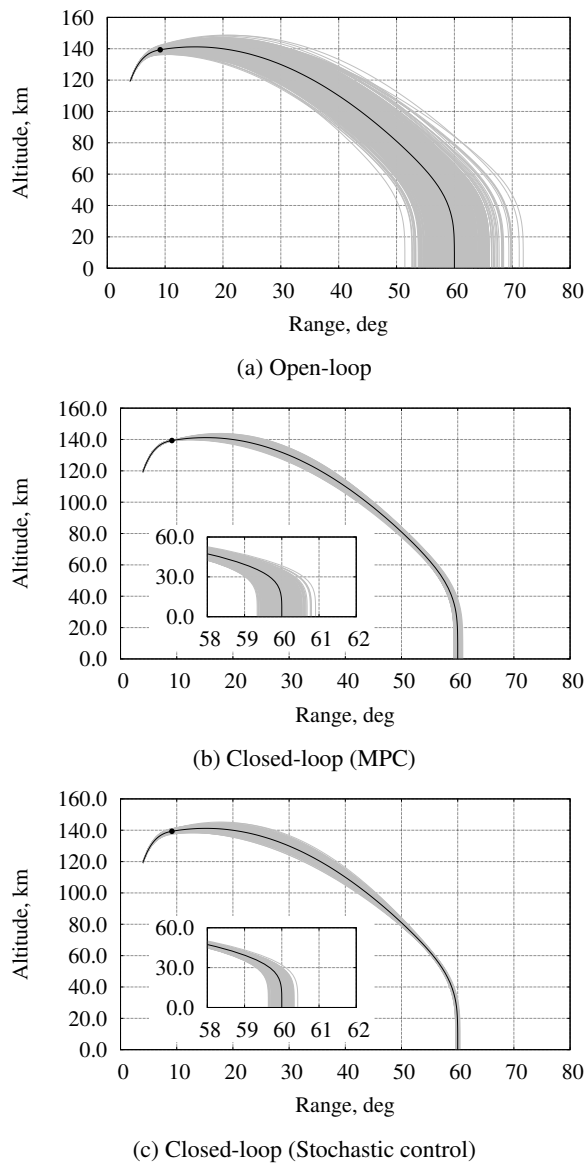 160
140
120
100
80
60
40
20
0
Altitude, km
0 10 20 30 40 50 60 70 80
Range, deg
(a) Open-loop
160.0
140.0
120.0
100.0
80.0
60.0
40.0
20.0
0.0
Altitude, km
60.0
30.0
0.0
58 59 60 61 62
0 10 20 30 40 50 60 70 80
Range, deg
(b) Closed-loop (MPC)
160.0
140.0
120.0
100.0
80.0
60.0
40.0
20.0
0.0
Altitude, km
60.0
30.0
0.0
58 59 60 61 62
0 10 20 30 40 50 60 70 80
Range, deg
(c) Closed-loop (Stochastic control)